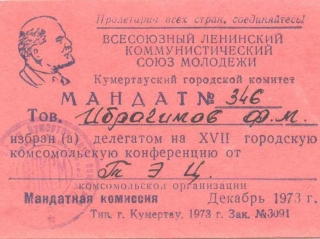 Пролетарии всех стран, соединяйтесь!
ВСЕСОЮЗНЫЙ ЛЕНИНСКИЙ
КОММУНИСТИЧЕСКИЙ
СОЮЗ МОЛОДЕЖИ
Кумертауский городской комитет
МАНДАТ № 346
Тов. Ибрагимов Ф.М.
избран (а) делегатом на XVII городскую
комсомольскую конференцию от
ТЭЦ.
комсомольской организации
Мандатная комиссия Декабрь 1973 г.
Тип. г. Кумертау, 1973 г. Зак. №3091